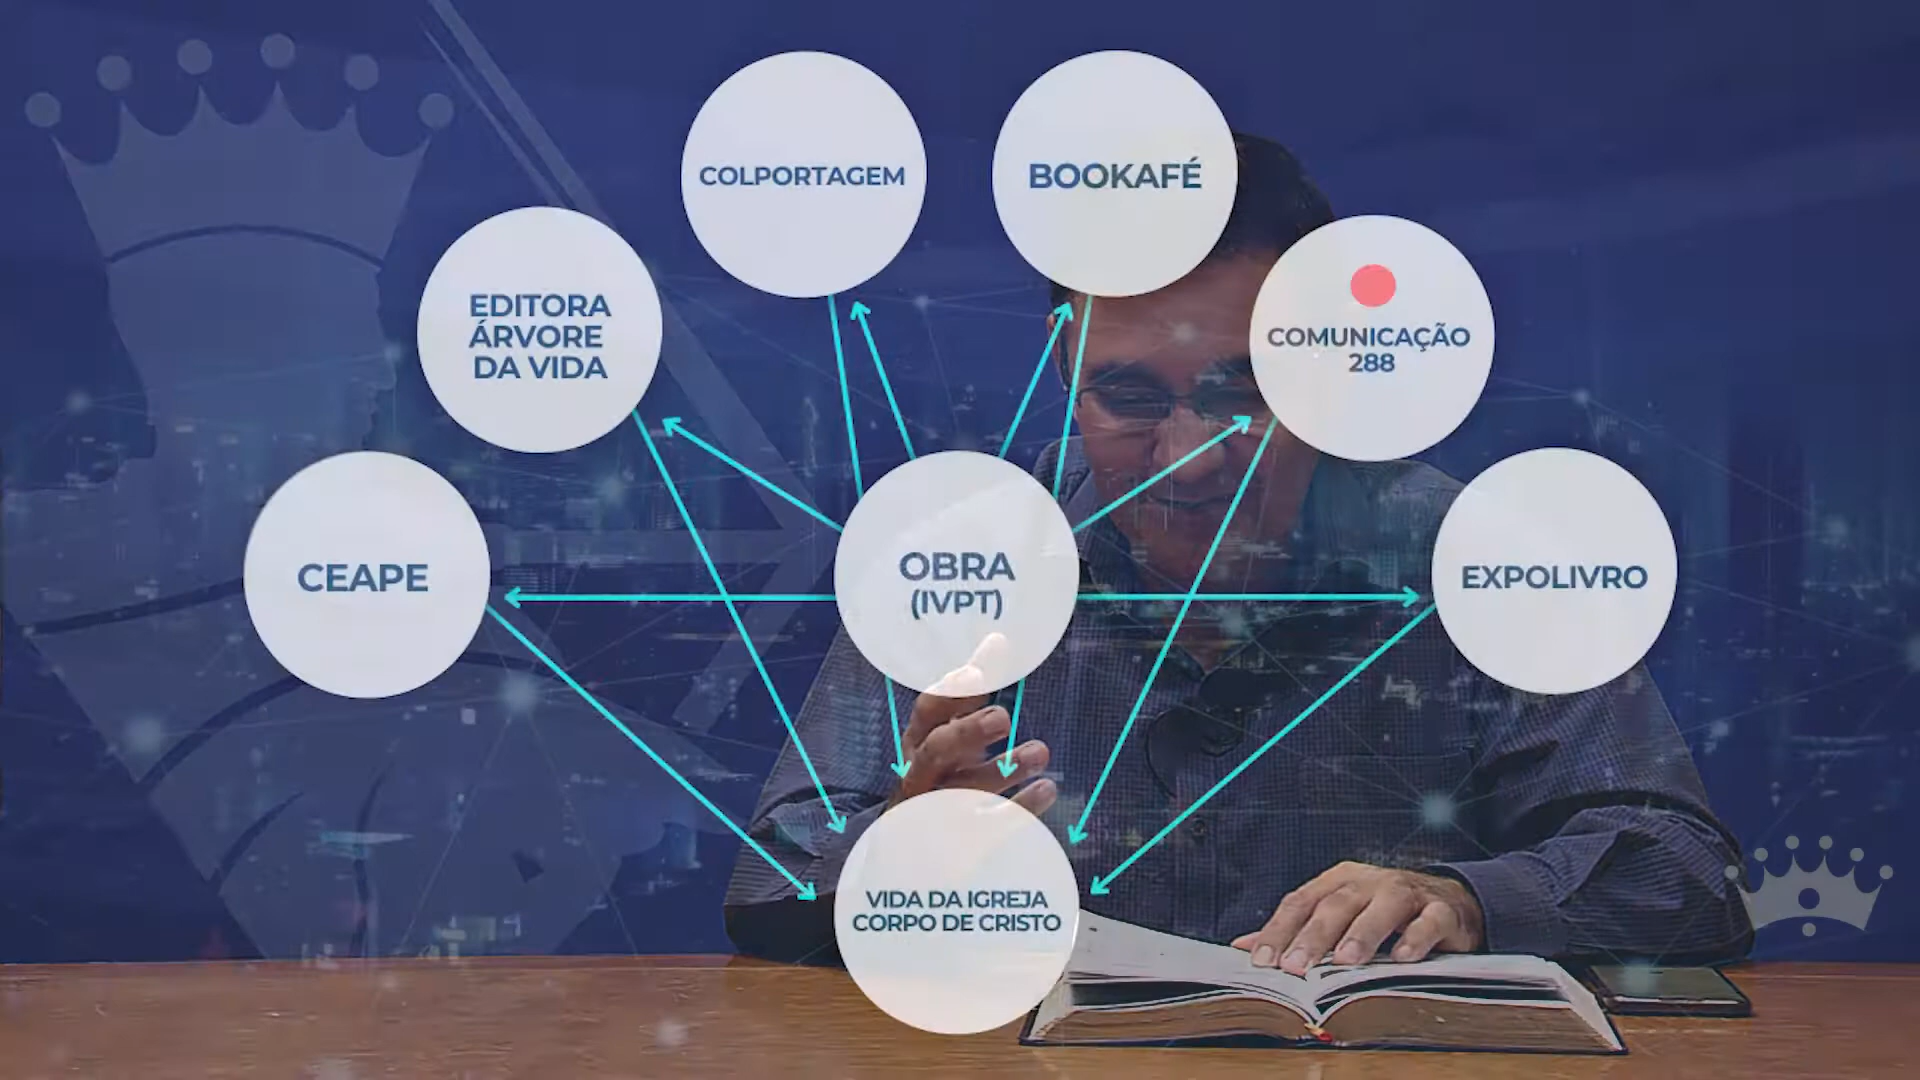 COLPORTAGEM
BOOKAFÉ
EDITORA
ÁRVORE
DA VIDA
COMUNICAÇÃO
288
CEAPE
OBRA
(IVPT)
EXPOLIVRO
VIDA DA IGREJA
CORPO DE CRISTO